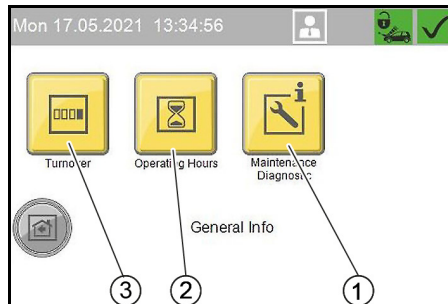 Mon 17.05.2021 13:34:56
Turnover
Operating Hours
Maintenance
Diagnostic
General Info
3
2
1